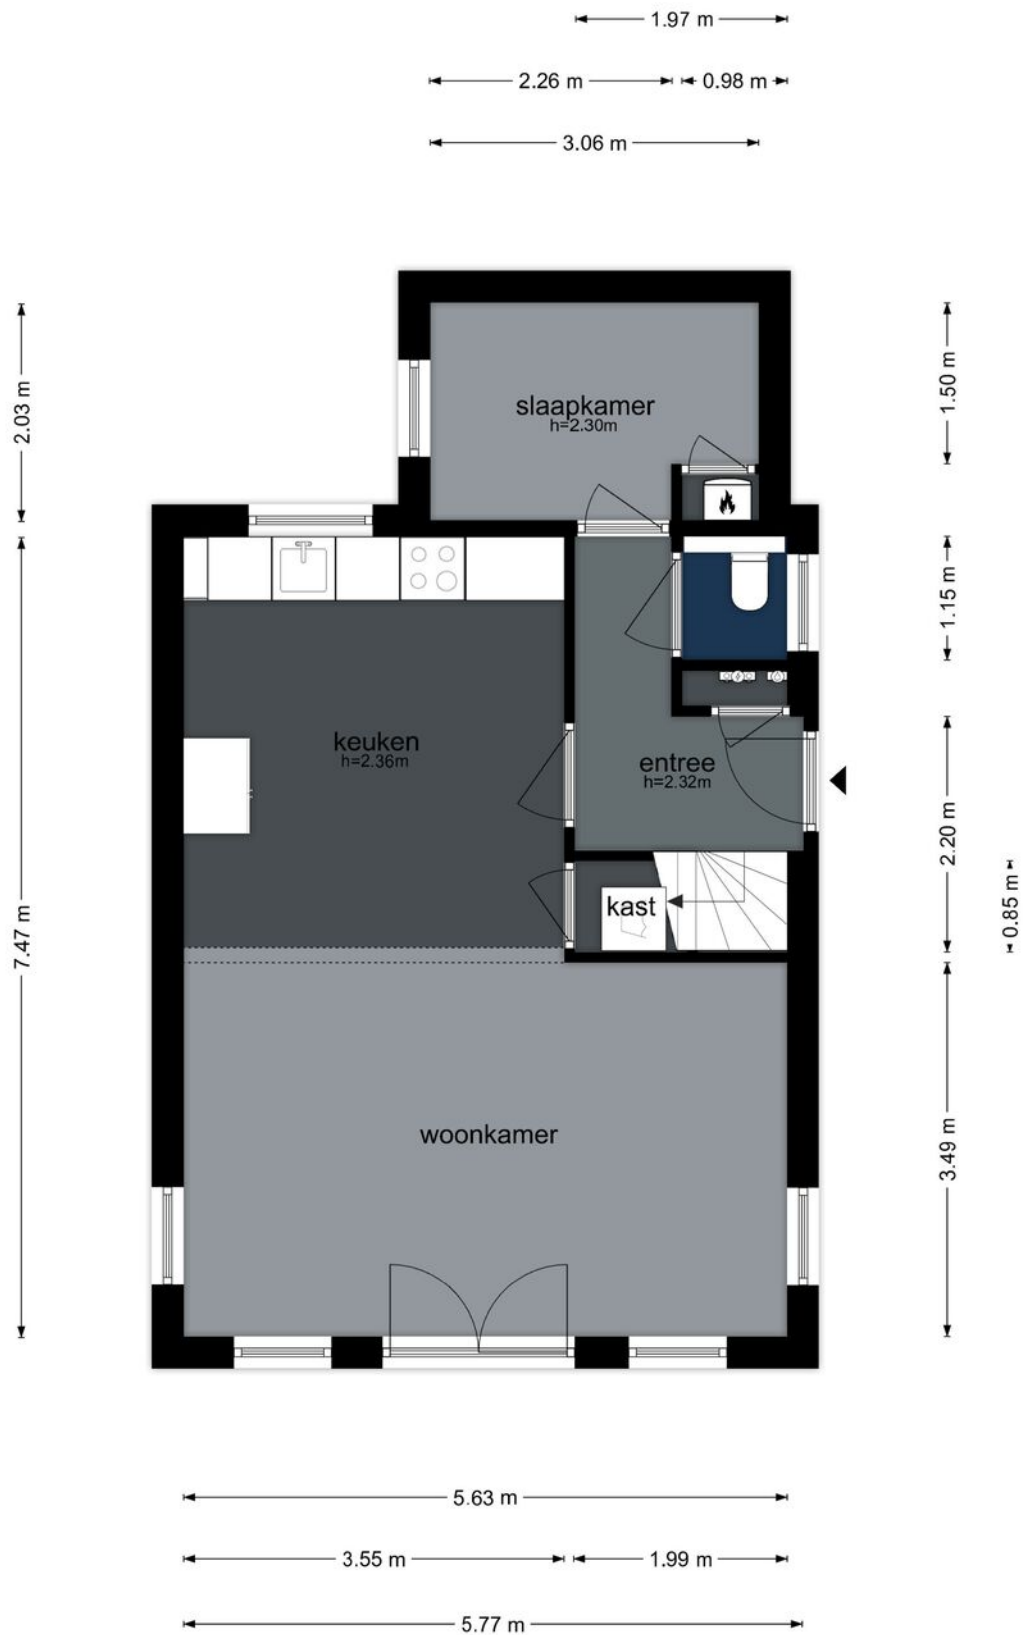 1.97 m
2.26 m
0.98 m
3.06 m
2.03 m
1.50 m
slaapkamer
h=2.30m
1.15 m
keuken
h=2.36m
entree
h=2.32m
2.20 m
0.85 m
kast
7.47 m
woonkamer
3.49 m
5.63 m
3.55 m
1.99 m
5.77 m